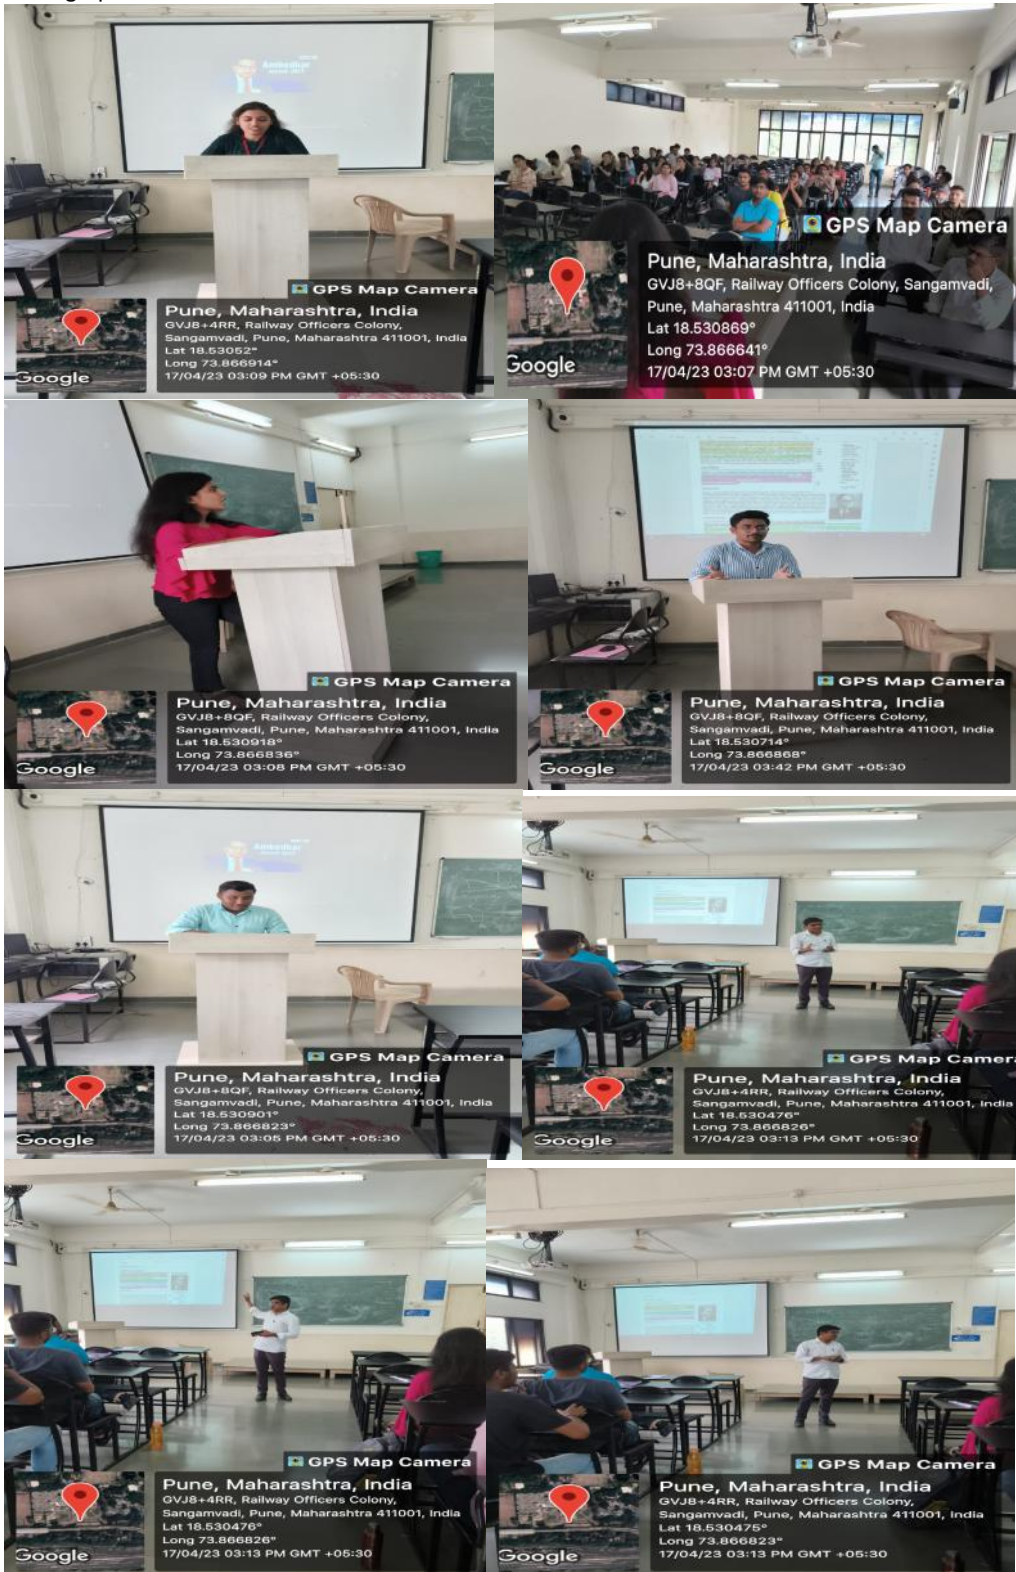 Ambedkar
GPS Map Camera
Pune, Maharashtra, India
GVJ8+4RR, Railway Officers Colony,
Sangamvadi, Pune, Maharashtra 411001, India
Lat 18.53052°
Long 73.866914°
17/04/23 03:09 PM GMT +05:30
Google
GPS Map Camera
Pune, Maharashtra, India
GVJ8+8QF, Railway Officers Colony, Sangamvadi,
Pune, Maharashtra 411001, India
Lat 18.530869°
Long 73.866641°
17/04/23 03:07 PM GMT +05:30
Google
GPS Map Camera
Pune, Maharashtra, India
GVJ8+8QF, Railway Officers Colony,
Sangamvadi, Pune, Maharashtra 411001, India
Lat 18.530918°
Long 73.866836°
17/04/23 03:08 PM GMT +05:30
Google
GPS Map Camera
Pune, Maharashtra, India
GVJ8+8QF, Railway Officers Colony,
Sangamvadi, Pune, Maharashtra 411001, India
Lat 18.530714°
Long 73.866868°
17/04/23 03:42 PM GMT +05:30
Google
Ambedkar
GPS Map Camera
Pune, Maharashtra, India
GVJ8+8QF, Railway Officers Colony,
Sangamvadi, Pune, Maharashtra 411001, India
Lat 18.530901°
Long 73.866823°
17/04/23 03:05 PM GMT +05:30
Google
GPS Map Camera
Pune, Maharashtra, India
GVJ8+4RR, Railway Officers Colony,
Sangamvadi, Pune, Maharashtra 411001, India
Lat 18.530476°
Long 73.866826°
17/04/23 03:13 PM GMT +05:30
Google
GPS Map Camera
Pune, Maharashtra, India
GVJ8+4RR, Railway Officers Colony,
Sangamvadi, Pune, Maharashtra 411001, India
Lat 18.530476°
Long 73.866826°
17/04/23 03:13 PM GMT +05:30
Google
GPS Map Camera
Pune, Maharashtra, India
GVJ8+4RR, Railway Officers Colony,
Sangamvadi, Pune, Maharashtra 411001, India
Lat 18.530475°
Long 73.866823°
17/04/23 03:13 PM GMT +05:30
Google